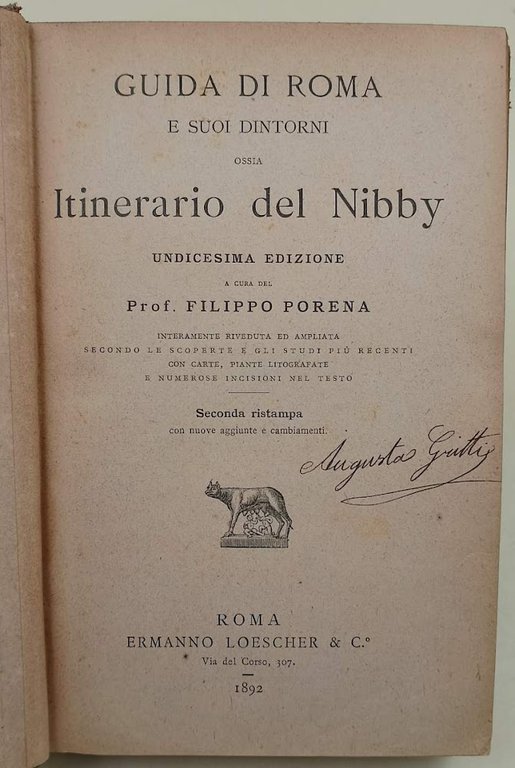 GUIDA DI ROMA
E SUOI DINTORNI
OSSIA
Itinerario del Nibby
UNDICESIMA EDIZIONE
A CURA DEL
Prof. FILIPPO PORENA
INTERAMENTE RIVEDUTA ED AMPLIATA
SECONDO LE SCOPERTE E GLI STUDI PIÙ RECENTI
CON CARTE, PIANTE LITOGRAFATE
E NUMEROSE INCISIONI NEL TESTO
Seconda ristampa
con nuove aggiunte e cambiamenti.
Augusta Gritti
ROMA
ERMANNO LOESCHER & C.º
Via del Corso, 307.
1892